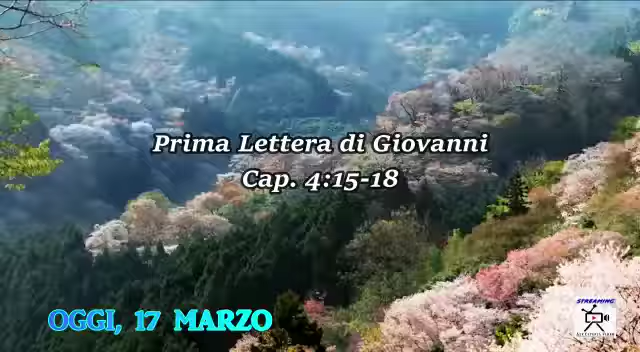 Prima Lettera di Giovanni
Cap. 4:15-18
OGGI, 17 MARZO
STREAMING